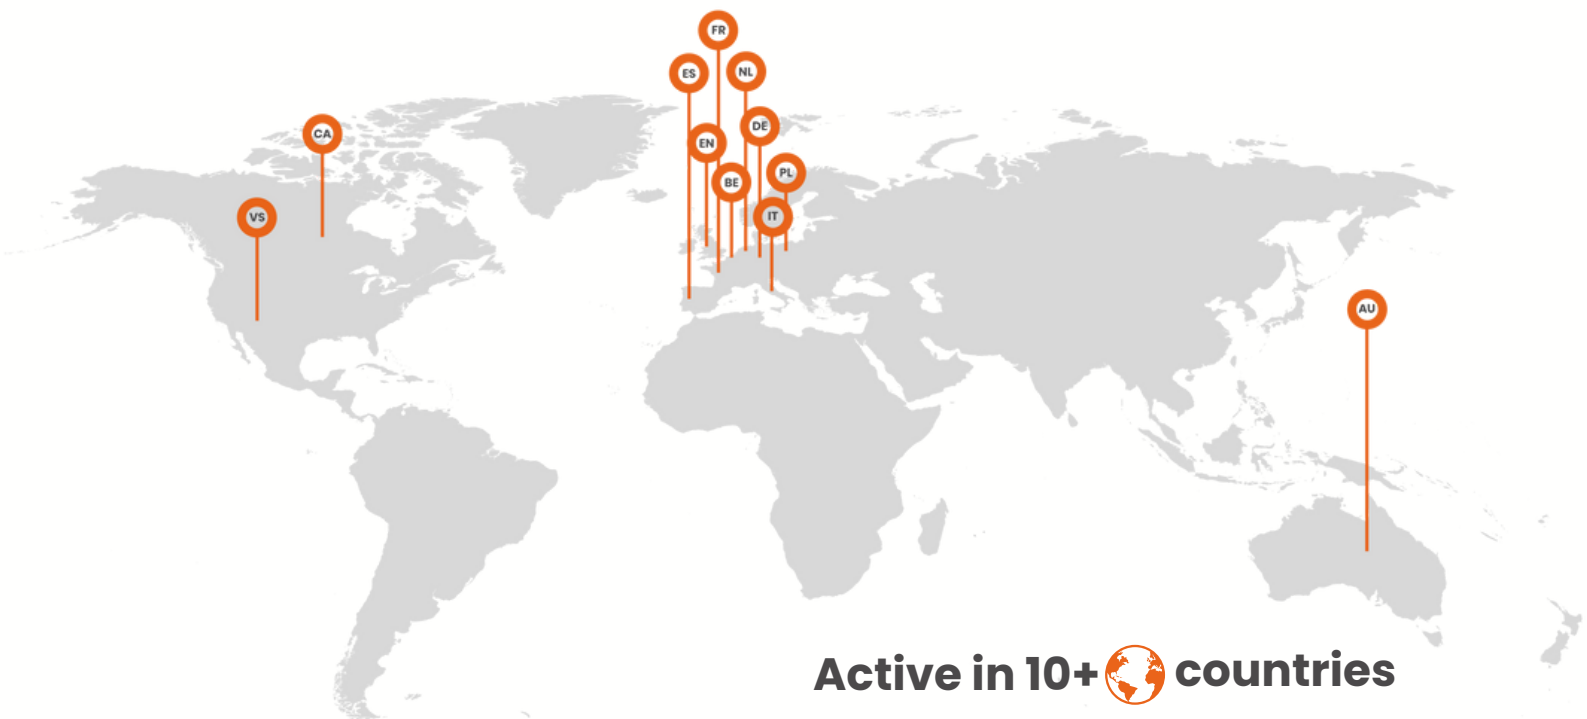 FR
ES
NL
DE
CA
EN
PL
BE
VS
IT
AU
Active in 10+ countries